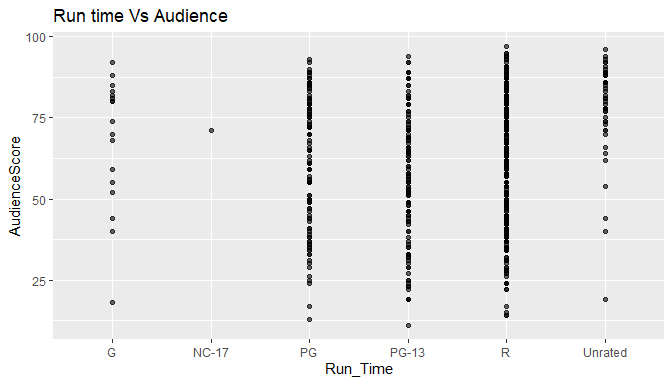 Run time Vs Audience
100
75
50
25
AudienceScore
G NC-17 PG PG-13 R Unrated
Run_Time